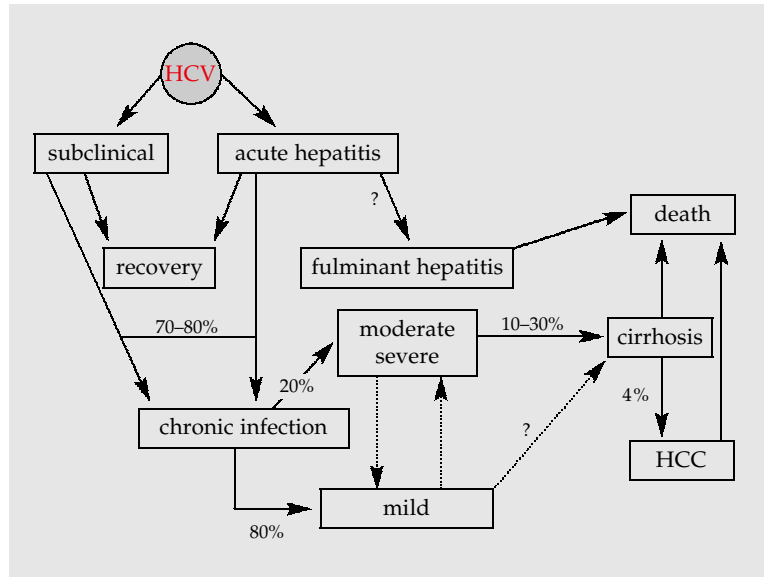 HCV
subclinical
acute hepatitis
?
death
recovery
fulminant hepatitis
70–80%
moderate
severe
10–30%
cirrhosis
20%
4%
chronic infection
?
HCC
mild
80%